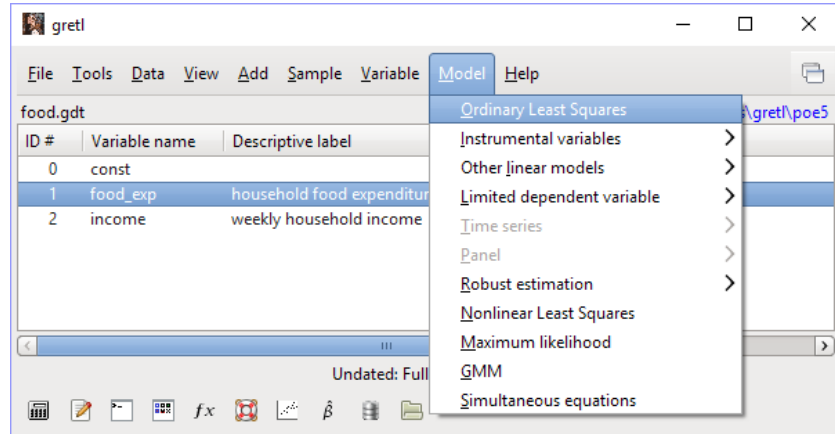 gretl
File Tools Data View Add Sample Variable Model Help
food.gdt \gretl\poe5
ID # Variable name Descriptive label
0 const
1 food_exp household food expenditur
2 income weekly household income
Ordinary Least Squares
Instrumental variables
Other linear models
Limited dependent variable
Time series
Panel
Robust estimation
Nonlinear Least Squares
Maximum likelihood
GMM
Simultaneous equations
Undated: Full
fx β̂